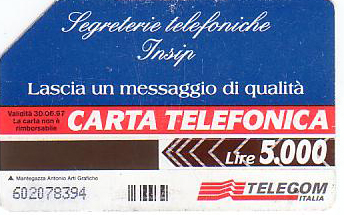 Segreterie telefoniche
Insip
Lascia un messaggio di qualità
Validità 30.06.97
La carta non è
rimborsabile
CARTA TELEFONICA
Lire 5.000
Mantegazza Antonio Arti Grafiche
602078394
TELECOM
ITALIA